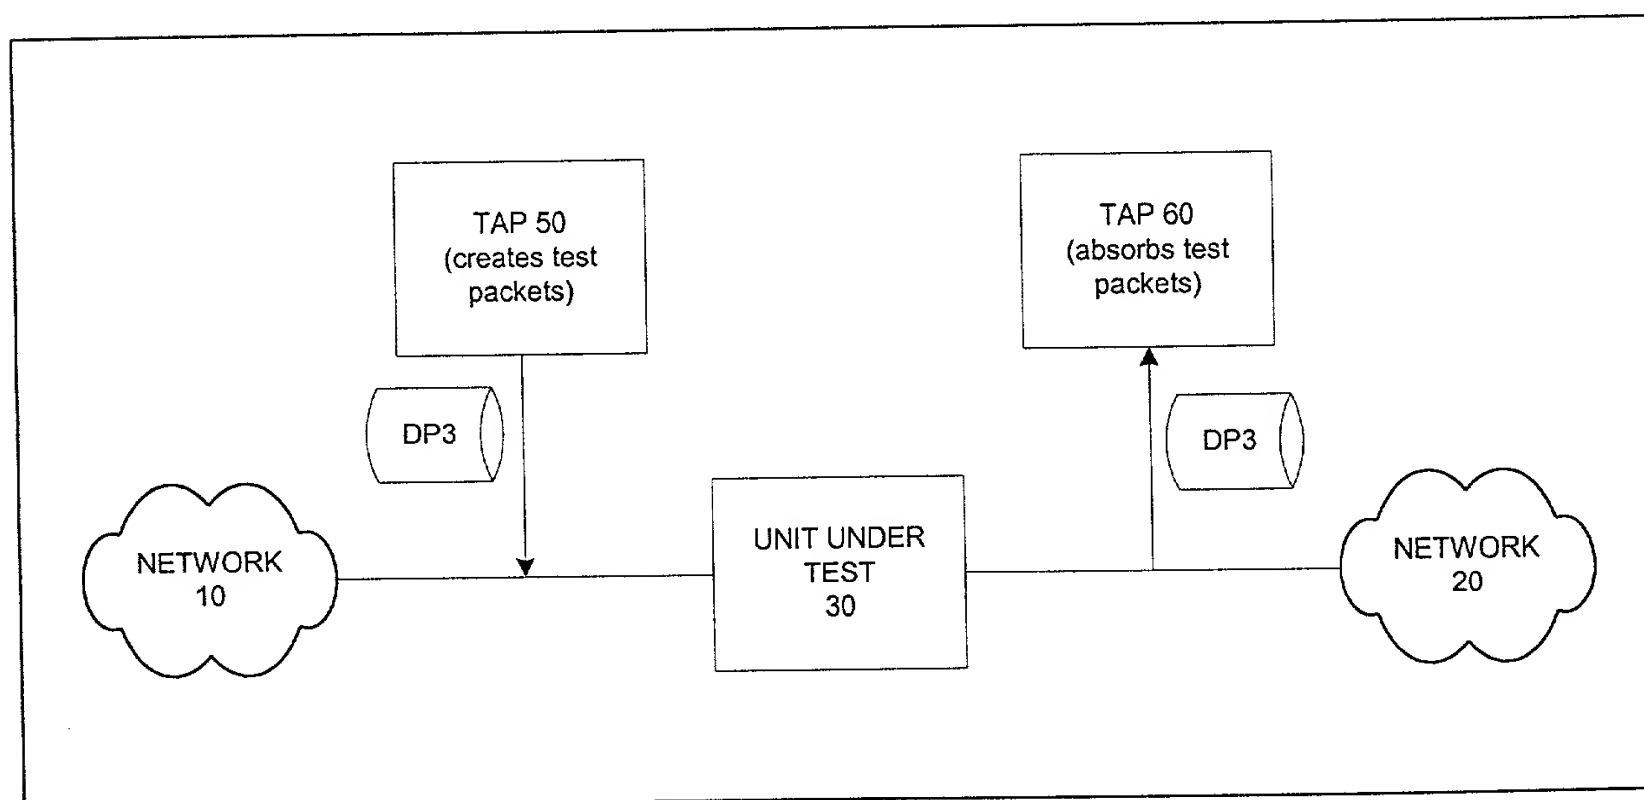 TAP 50
(creates test
packets)
TAP 60
(absorbs test
packets)
DP3
DP3
NETWORK
10
UNIT UNDER
TEST
30
NETWORK
20